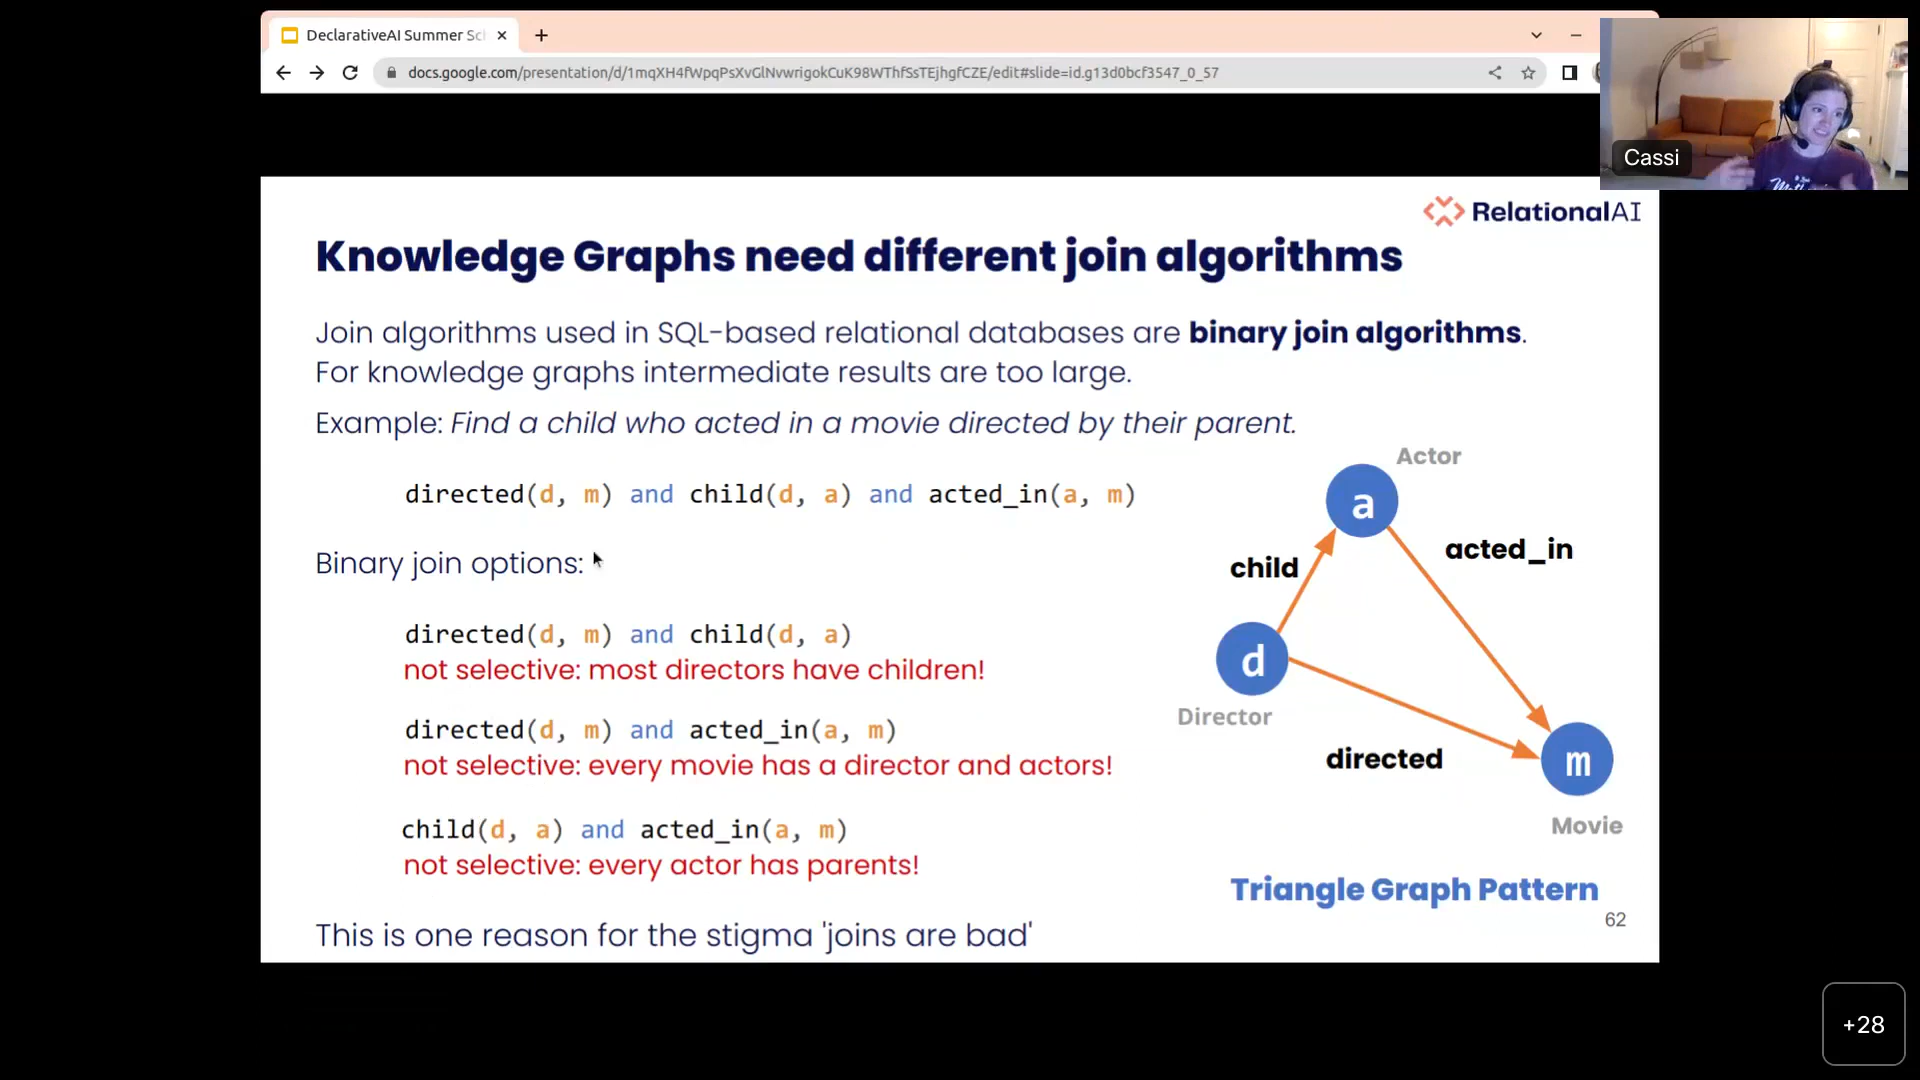 DeclarativeAI Summer Sc
docs.google.com/presentation/d/1mqXH4fWpqPsXvGlNvwrigokCuK98WThfSsTEjhgfCZE/edit#slide=id.g13d0bcf3547_0_57
Cassi
RelationalAI
Knowledge Graphs need different join algorithms
Join algorithms used in SQL-based relational databases are binary join algorithms.
For knowledge graphs intermediate results are too large.
Example: Find a child who acted in a movie directed by their parent.
directed(d, m) and child(d, a) and acted_in(a, m)
Binary join options:
directed(d, m) and child(d, a)
not selective: most directors have children!
directed(d, m) and acted_in(a, m)
not selective: every movie has a director and actors!
child(d, a) and acted_in(a, m)
not selective: every actor has parents!
This is one reason for the stigma 'joins are bad'
Actor
a
acted_in
child
d
Director
directed
m
Movie
Triangle Graph Pattern
62
+28